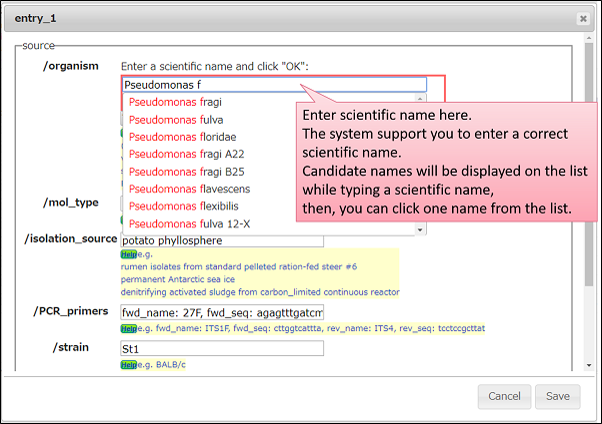 entry_1
source
/organism
Enter a scientific name and click "OK":
Pseudomonas f
Pseudomonas fragi
Pseudomonas fulva
Pseudomonas floridae
Pseudomonas fragi A22
Pseudomonas fragi B25
Pseudomonas flavescens
Pseudomonas flexibilis
Pseudomonas fulva 12-X
Enter scientific name here.
The system support you to enter a correct
scientific name.
Candidate names will be displayed on the list
while typing a scientific name,
then, you can click one name from the list.
/mol_type
/isolation_source
potato phyllosphere
Help e.g.
rumen isolates from standard pelleted ration-fed steer #6
permanent Antarctic sea ice
denitrifying activated sludge from carbon_limited continuous reactor
/PCR_primers
fwd_name: 27F, fwd_seq: agagtttgatcm
Help e.g. fwd_name: ITS1F, fwd_seq: cttggtcattta, rev_name: ITS4, rev_seq: tcctccgcttat
/strain
St1
Help e.g. BALB/c
Cancel
Save